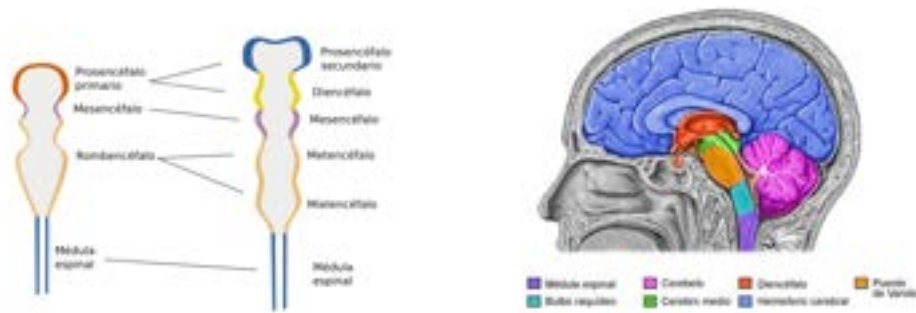 Prosencéfalo
primario
Mesencéfalo
Rombencéfalo
Médula
espinal
Prosencéfalo
secundario
Diencéfalo
Mesencéfalo
Metencéfalo
Mielencéfalo
Médula
espinal
Médula espinal
Cerebelo
Diencéfalo
Puente
de Varolio
Bulbo raquídeo
Cerebro medio
Hemisferio cerebral